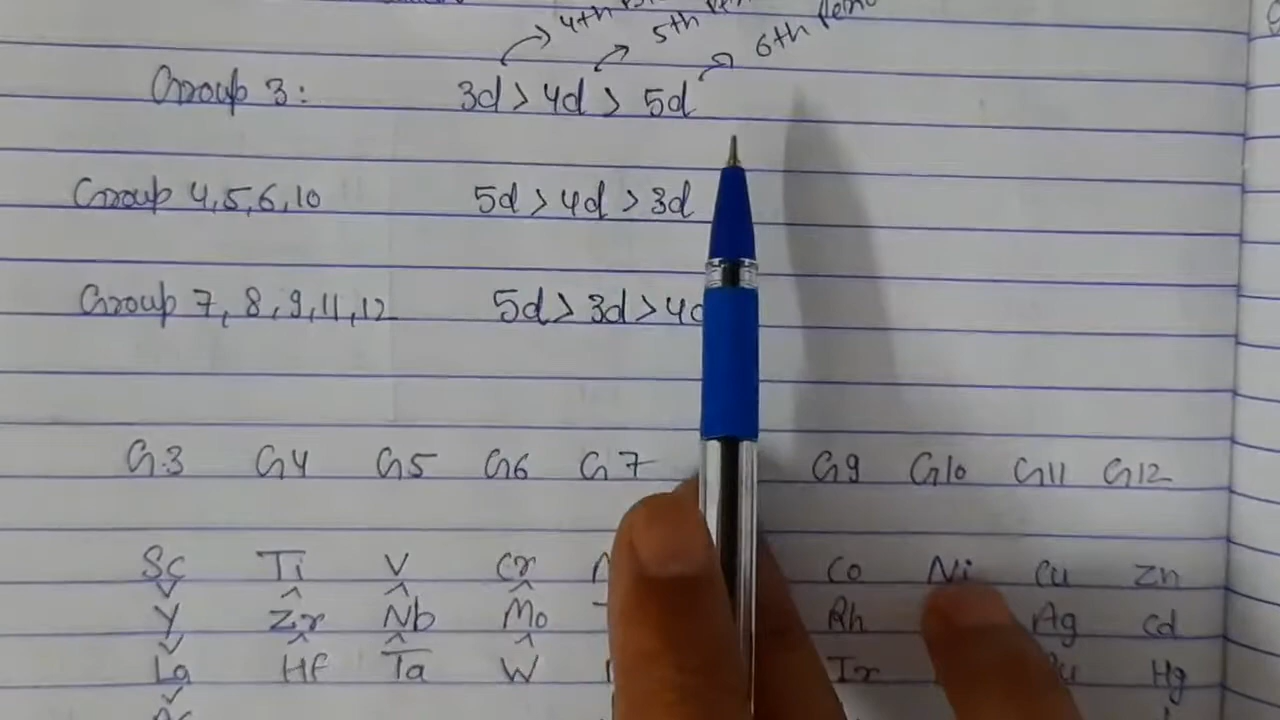 4th 5th 6th
Group 3: 3d > 4d > 5d
Group 4,5,6,10 5d > 4d > 3d
Group 7, 8, 9, 11, 12 5d > 3d > 4d
G3 G4 G5 G6 G7 G9 G10 G11 G12
Sc Ti V Cr Co Ni Cu Zn
Y Zr Nb Mo Rh Ag Cd
La Hf Ta W Ir Hg